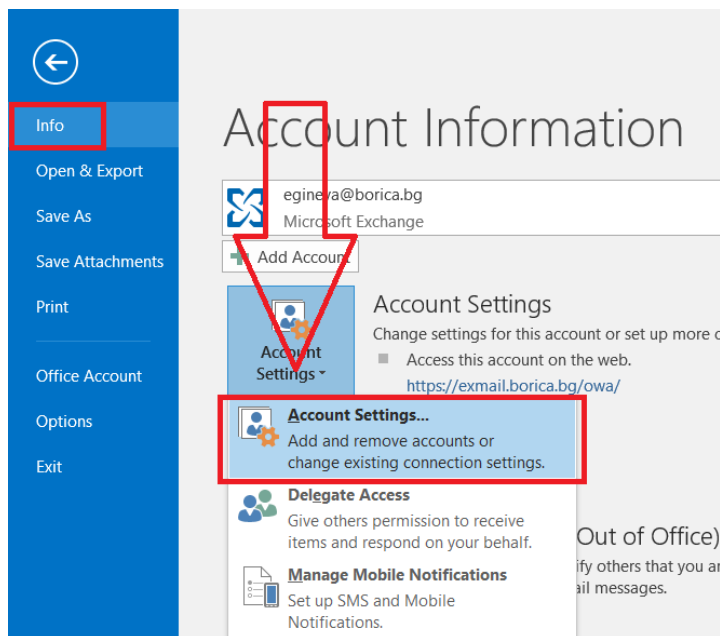 Info
Open & Export
Save As
Save Attachments
Print
Office Account
Options
Exit
Account Information
egineva@borica.bg
Microsoft Exchange
Add Account
Account
Settings
Account Settings
Change settings for this account or set up more
Access this account on the web.
https://exmail.borica.bg/owa/
Account Settings...
Add and remove accounts or
change existing connection settings.
Delegate Access
Give others permission to receive
items and respond on your behalf.
Manage Mobile Notifications
Set up SMS and Mobile
Notifications.
(Out of Office)
ify others that you
ail messages.